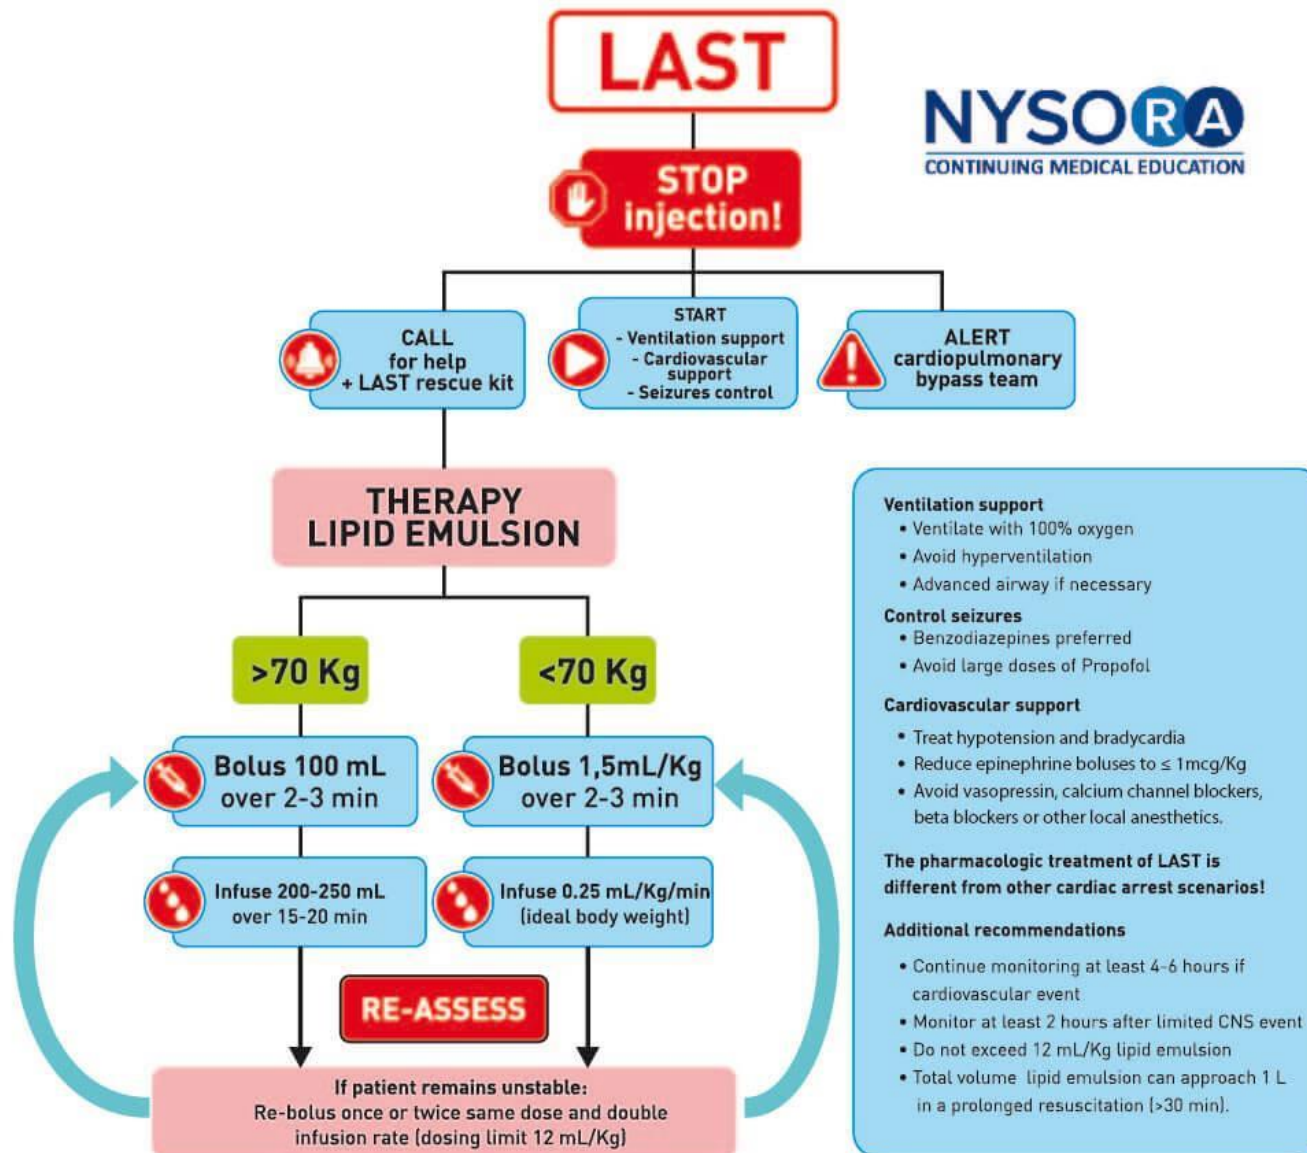 LAST
NYSORA
CONTINUING MEDICAL EDUCATION
STOP
injection!
CALL
for help
+ LAST rescue kit
START
- Ventilation support
- Cardiovascular
support
- Seizures control
ALERT
cardiopulmonary
bypass team
THERAPY
LIPID EMULSION
>70 Kg
<70 Kg
Bolus 100 mL
over 2-3 min
Bolus 1,5mL/Kg
over 2-3 min
Infuse 200-250 mL
over 15-20 min
Infuse 0.25 mL/Kg/min
(ideal body weight)
RE-ASSESS
If patient remains unstable:
Re-bolus once or twice same dose and double
infusion rate (dosing limit 12 mL/Kg)
Ventilation support
• Ventilate with 100% oxygen
• Avoid hyperventilation
• Advanced airway if necessary
Control seizures
• Benzodiazepines preferred
• Avoid large doses of Propofol
Cardiovascular support
• Treat hypotension and bradycardia
• Reduce epinephrine boluses to ≤ 1mcg/Kg
• Avoid vasopressin, calcium channel blockers,
beta blockers or other local anesthetics.
The pharmacologic treatment of LAST is
different from other cardiac arrest scenarios!
Additional recommendations
• Continue monitoring at least 4-6 hours if
cardiovascular event
• Monitor at least 2 hours after limited CNS event
• Do not exceed 12 mL/Kg lipid emulsion
• Total volume lipid emulsion can approach 1 L
in a prolonged resuscitation (>30 min).